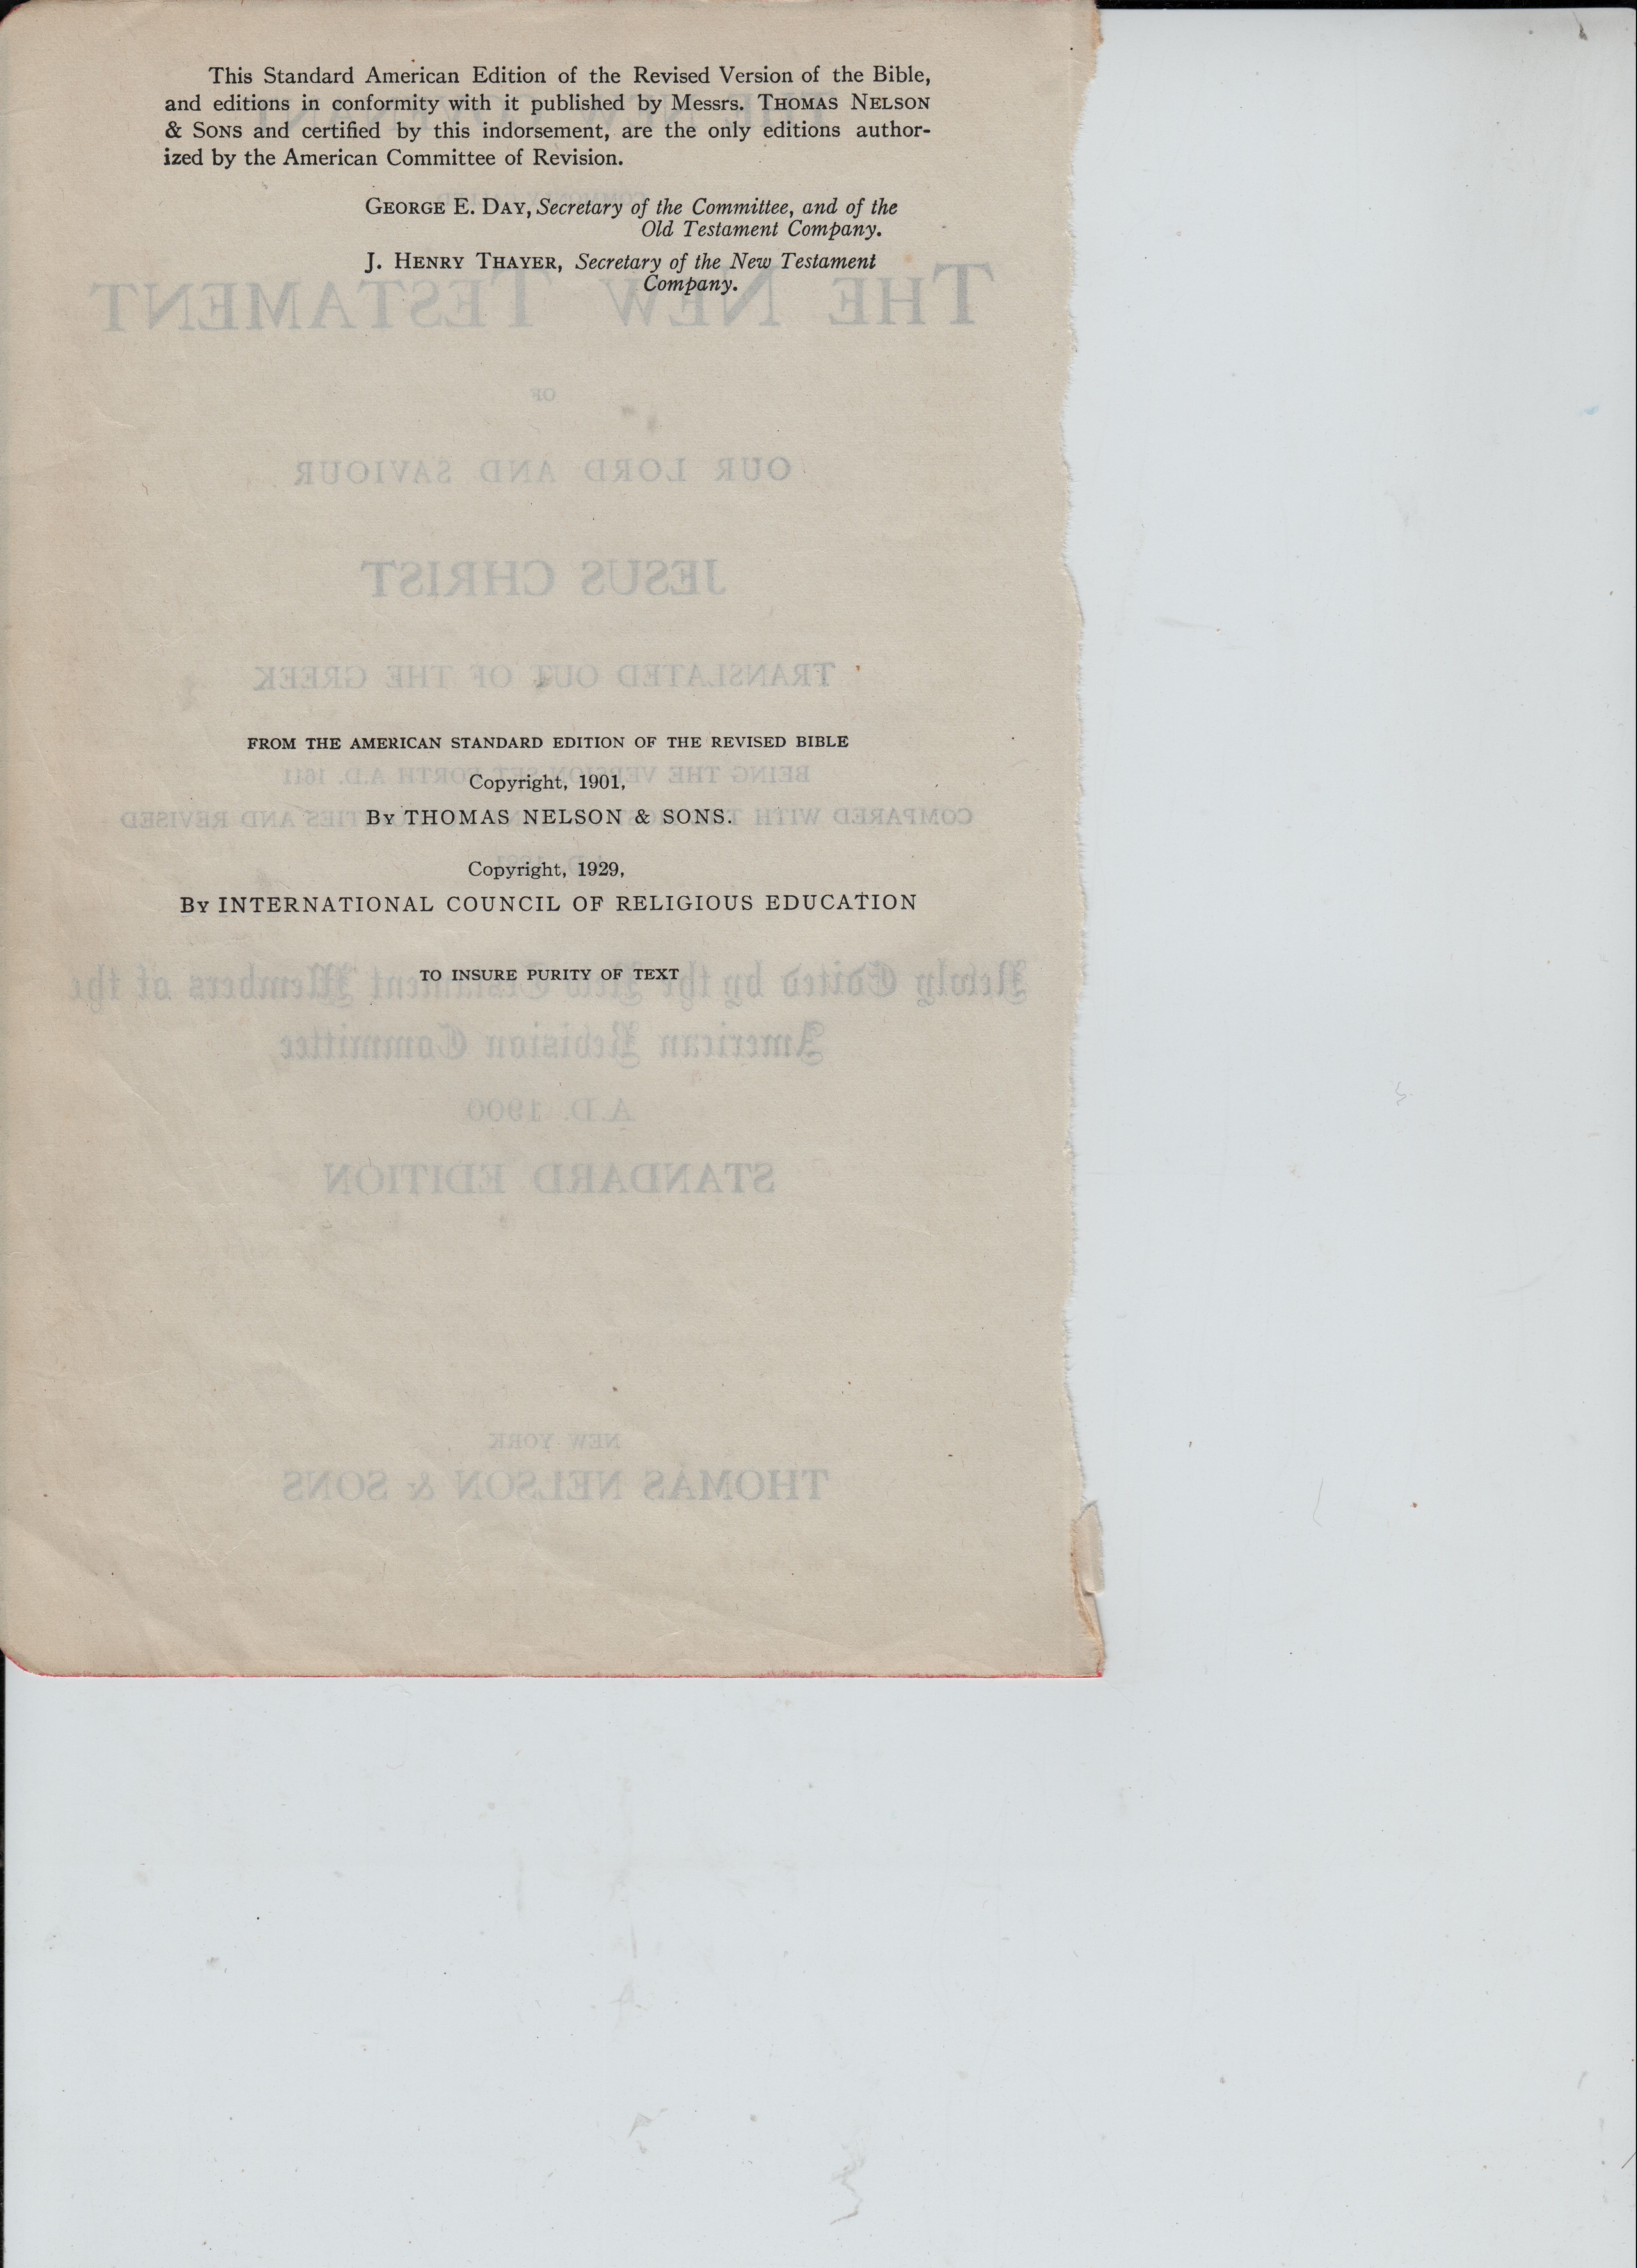 This Standard American Edition of the Revised Version of the Bible,
and editions in conformity with it published by Messrs. THOMAS NELSON
& SONS and certified by this indorsement, are the only editions author-
ized by the American Committee of Revision.
GEORGE E. DAY, Secretary of the Committee, and of the
Old Testament Company.
J. HENRY THAYER, Secretary of the New Testament
Company.
FROM THE AMERICAN STANDARD EDITION OF THE REVISED BIBLE
Copyright, 1901,
By THOMAS NELSON & SONS.
Copyright, 1929,
By INTERNATIONAL COUNCIL OF RELIGIOUS EDUCATION
TO INSURE PURITY OF TEXT